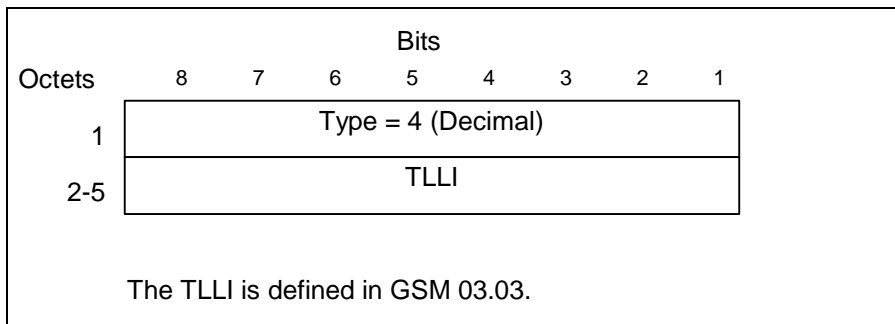 Bits
Octets 8 7 6 5 4 3 2 1
1 Type = 4 (Decimal)
2-5 TLLI
The TLLI is defined in GSM 03.03.